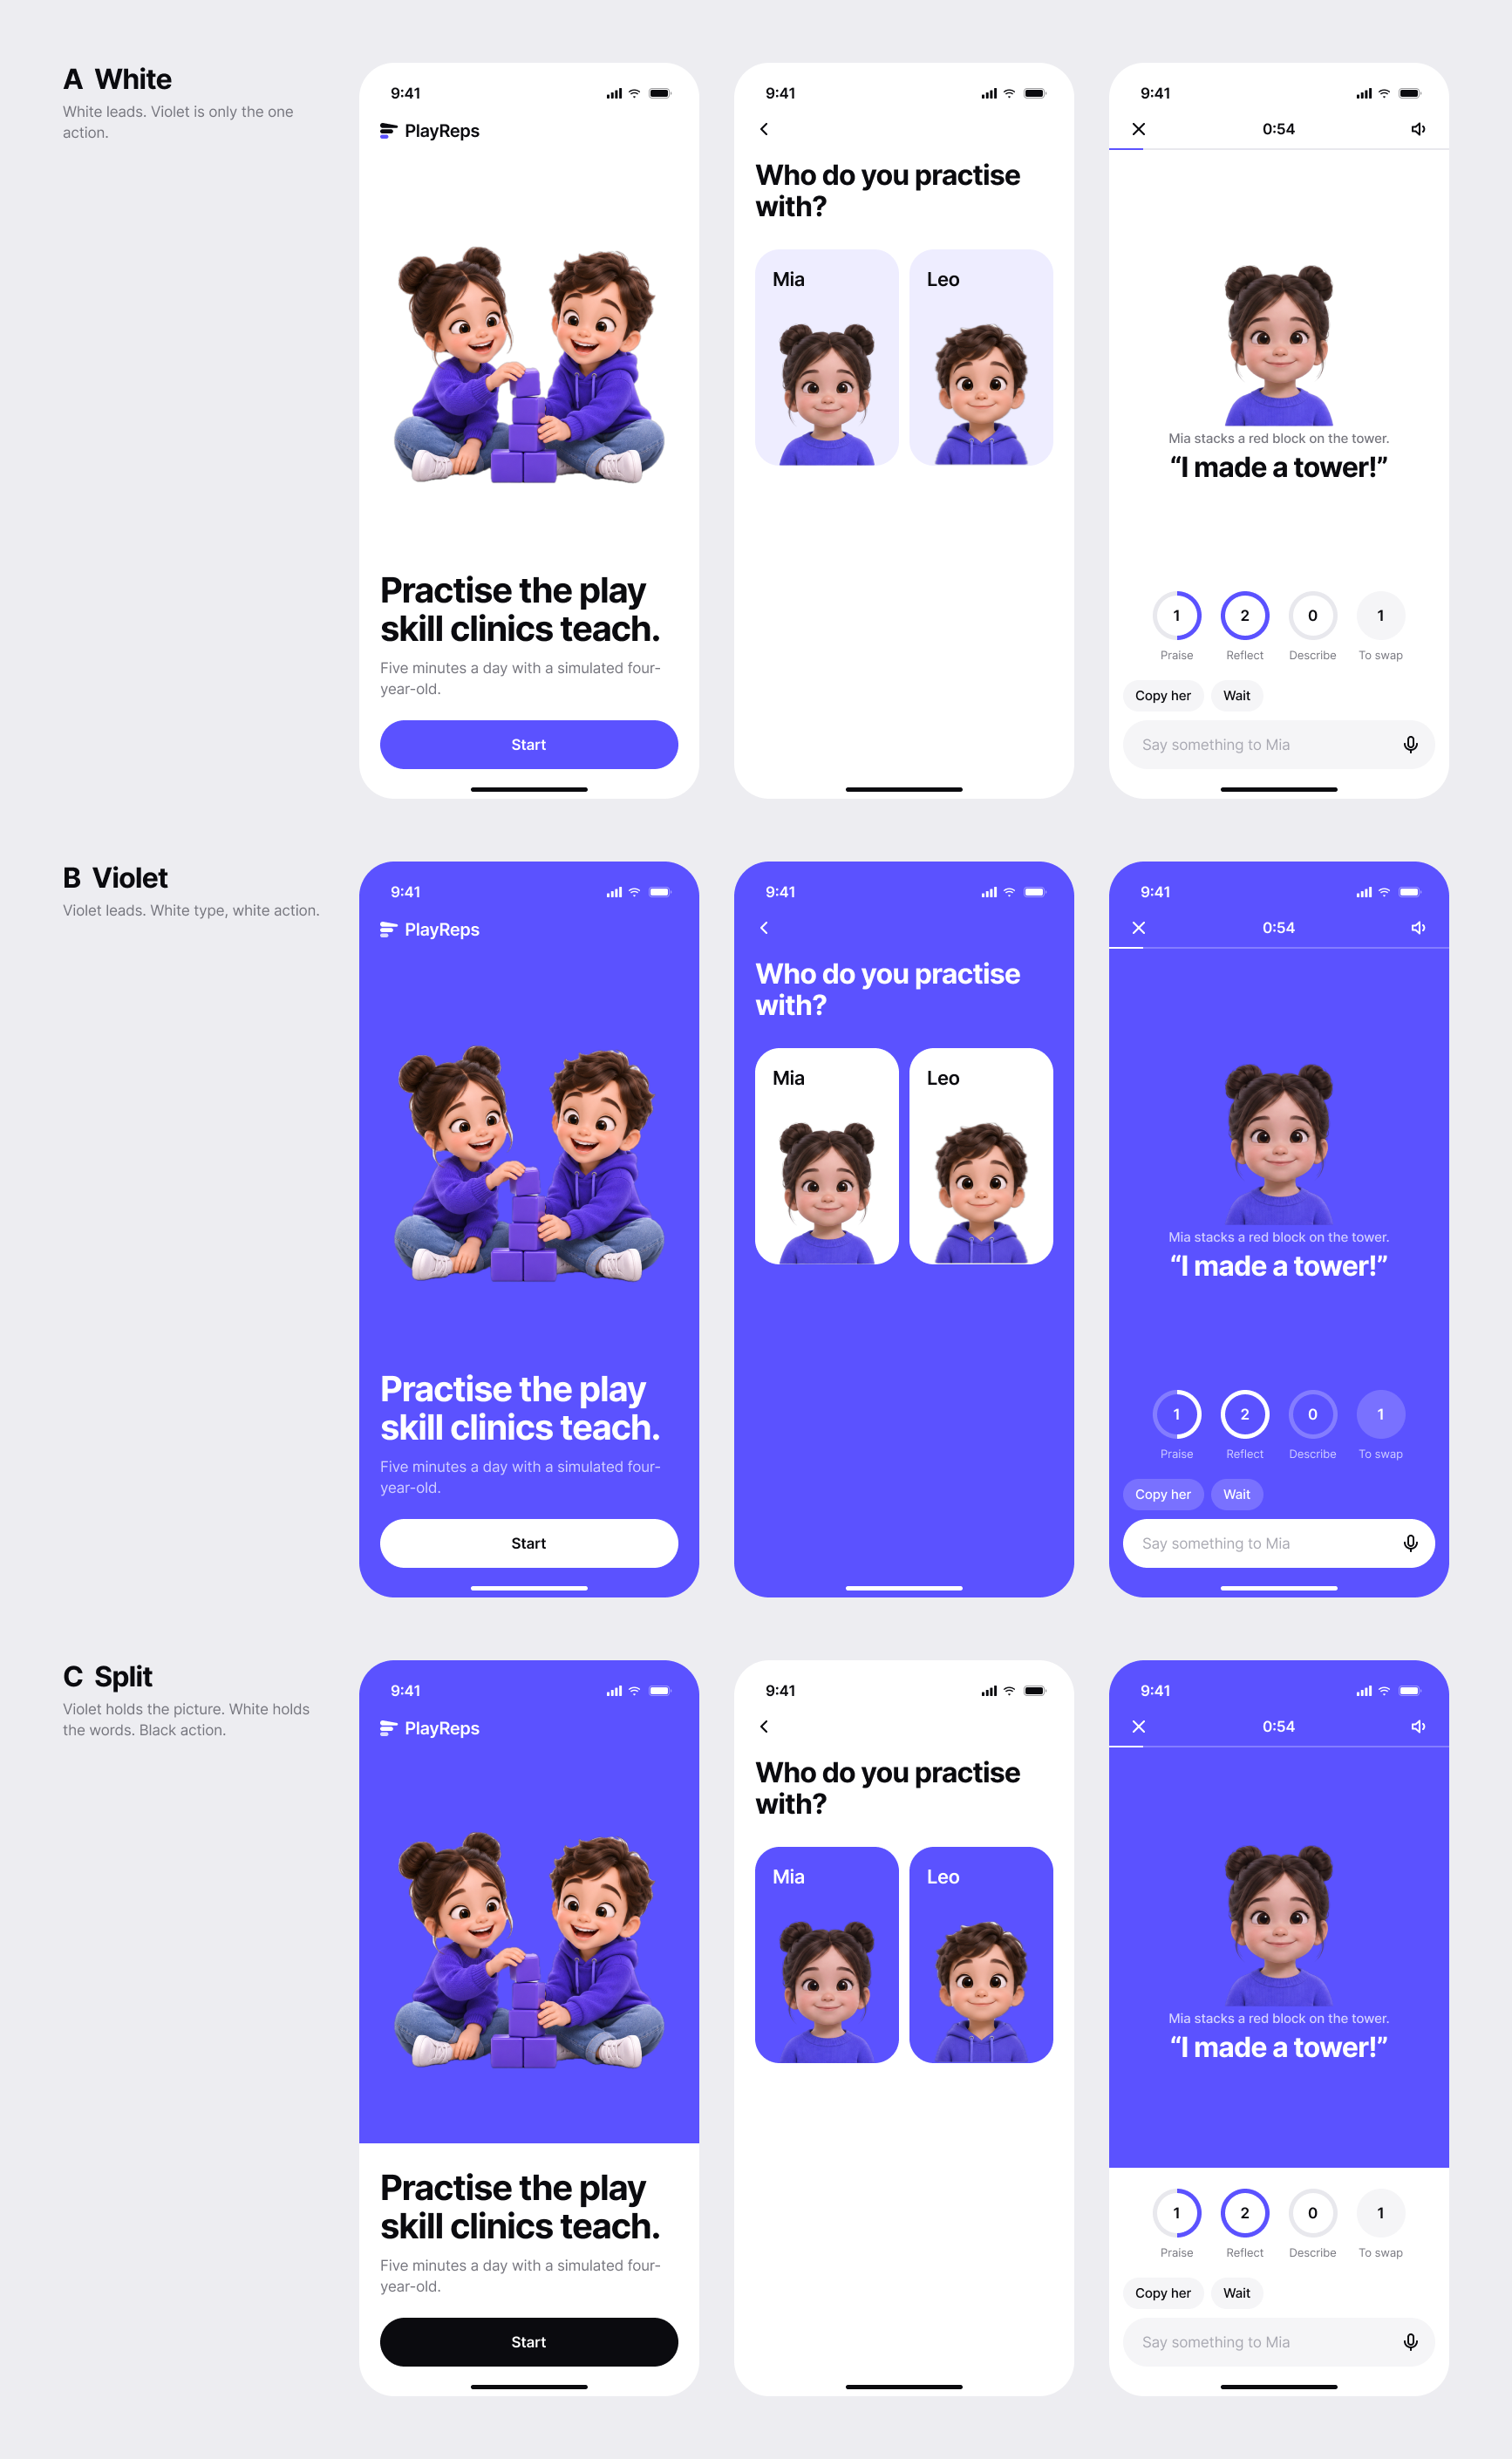 A White
White leads. Violet is only the one
action.
9:41
PlayReps
Practise the play
skill clinics teach.
Five minutes a day with a simulated four-
year-old.
Start
9:41
Who do you practise
with?
Mia
Leo
9:41
0:54
Mia stacks a red block on the tower.
“I made a tower!”
1
2
0
1
Praise
Reflect
Describe
To swap
Copy her
Wait
Say something to Mia
B Violet
Violet leads. White type, white action.
9:41
PlayReps
Practise the play
skill clinics teach.
Five minutes a day with a simulated four-
year-old.
Start
9:41
Who do you practise
with?
Mia
Leo
9:41
0:54
Mia stacks a red block on the tower.
“I made a tower!”
1
2
0
1
Praise
Reflect
Describe
To swap
Copy her
Wait
Say something to Mia
C Split
Violet holds the picture. White holds
the words. Black action.
9:41
PlayReps
Practise the play
skill clinics teach.
Five minutes a day with a simulated four-
year-old.
Start
9:41
Who do you practise
with?
Mia
Leo
9:41
0:54
Mia stacks a red block on the tower.
“I made a tower!”
1
2
0
1
Praise
Reflect
Describe
To swap
Copy her
Wait
Say something to Mia